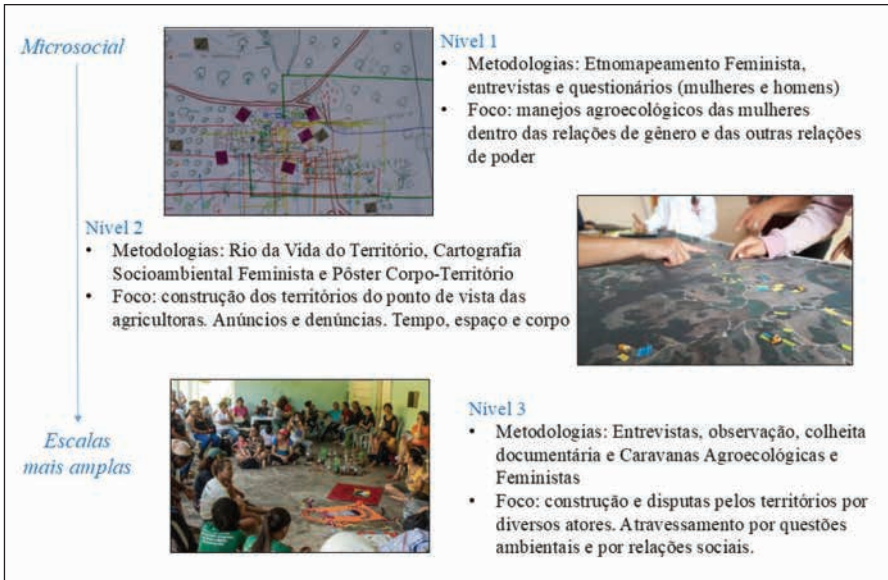 Microsocial
Nível 1
• Metodologias: Etnomapeamento Feminista,
entrevistas e questionários (mulheres e homens)
• Foco: manejos agroecológicos das mulheres
dentro das relações de gênero e das outras relações
de poder
Nível 2
• Metodologias: Rio da Vida do Território, Cartografia
Socioambiental Feminista e Pôster Corpo-Território
• Foco: construção dos territórios do ponto de vista das
agricultoras. Anúncios e denúncias. Tempo, espaço e corpo
Escalas
mais amplas
Nível 3
• Metodologias: Entrevistas, observação, colheita
documentária e Caravanas Agroecológicas e
Feministas
• Foco: construção e disputas pelos territórios por
diversos atores. Atravessamento por questões
ambientais e por relações sociais.